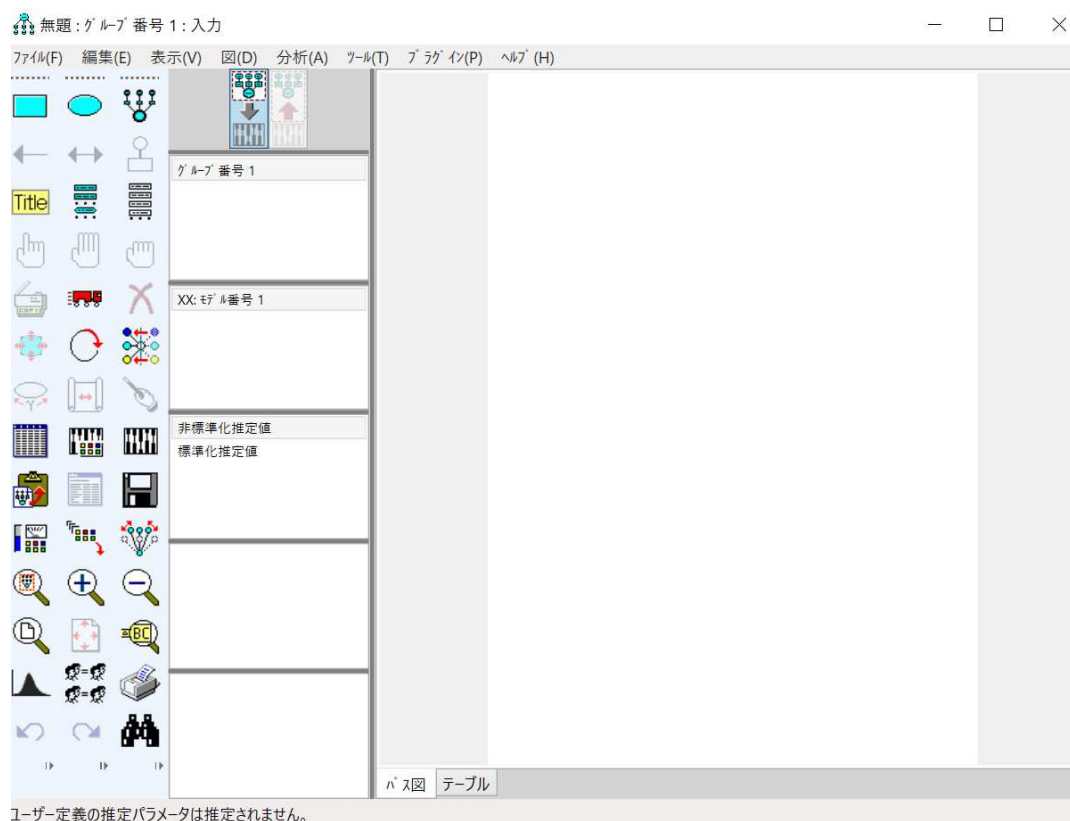 無題 : ｸﾞﾙｰﾌﾟ番号 1 : 入力
ﾌｧｲﾙ(F) 編集(E) 表示(V) 図(D) 分析(A) ﾂｰﾙ(T) ﾌﾟﾗｸﾞｲﾝ(P) ﾍﾙﾌﾟ(H)
ｸﾞﾙｰﾌﾟ番号 1
Title
XX: ﾓﾃﾞﾙ番号 1
非標準化推定値
標準化推定値
BC
ﾊﾟｽ図 テーブル
ユーザー定義の推定パラメータは推定されません。